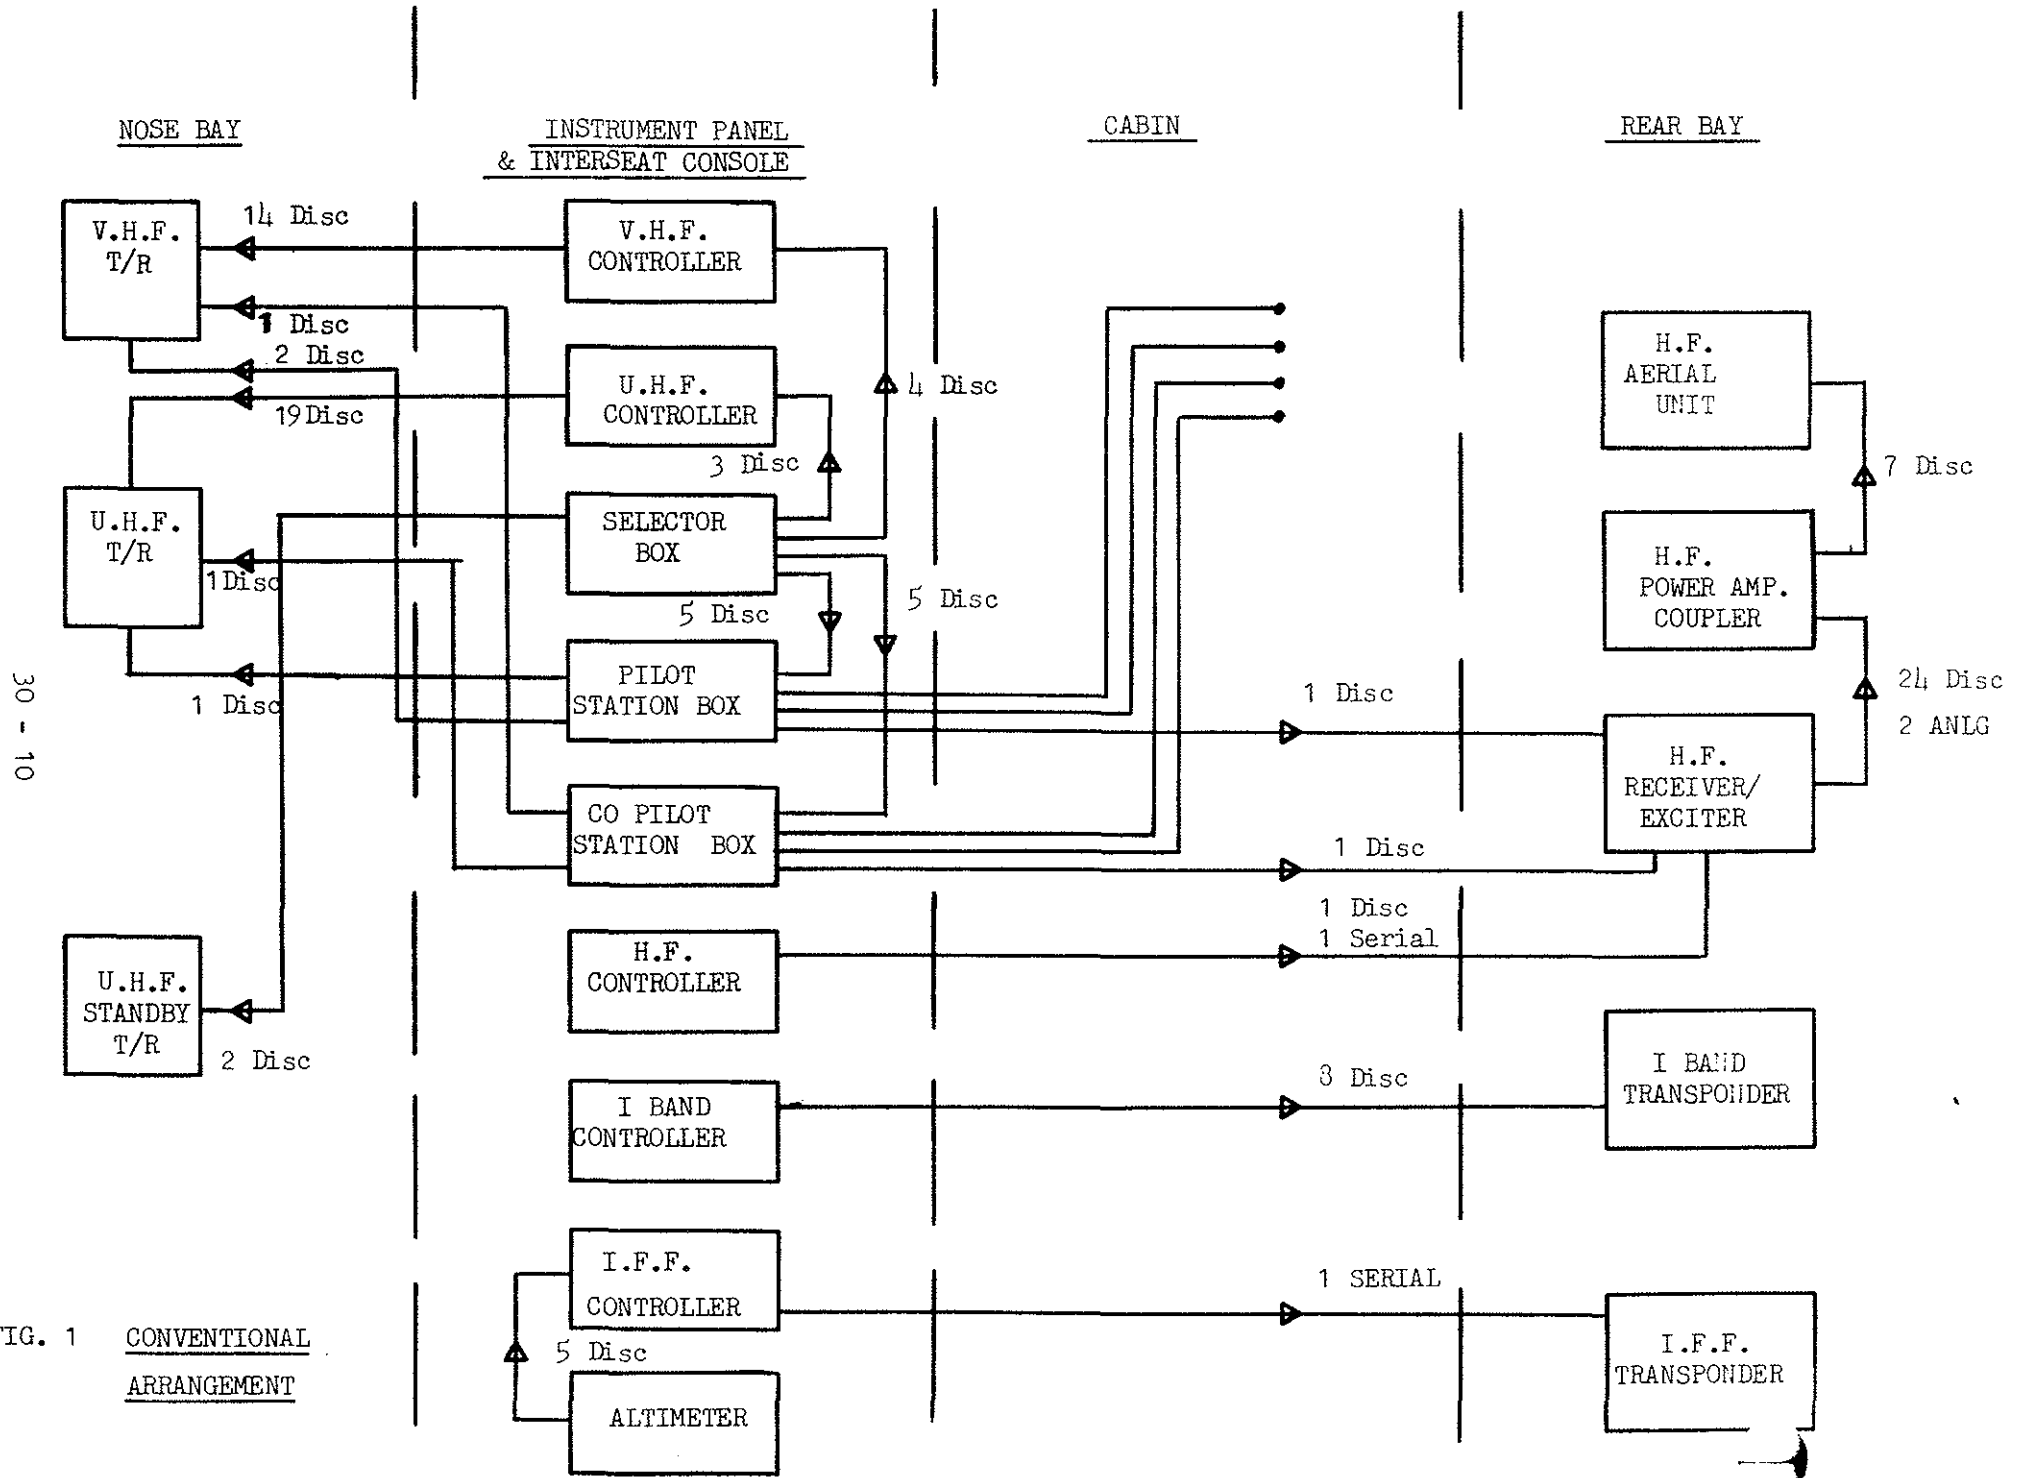 NOSE BAY
INSTRUMENT PANEL
& INTERSEAT CONSOLE
CABIN
REAR BAY
V.H.F.
T/R
14 Disc
1 Disc
2 Disc
19 Disc
V.H.F.
CONTROLLER
U.H.F.
CONTROLLER
4 Disc
3 Disc
H.F.
AERIAL
UNIT
7 Disc
U.H.F.
T/R
1 Disc
SELECTOR
BOX
5 Disc
5 Disc
H.F.
POWER AMP.
COUPLER
1 Disc
PILOT
STATION BOX
1 Disc
24 Disc
2 ANLG
30 - 10
CO PILOT
STATION BOX
1 Disc
H.F.
RECEIVER/
EXCITER
U.H.F.
STANDBY
T/R
2 Disc
H.F.
CONTROLLER
1 Disc
1 Serial
I BAND
CONTROLLER
3 Disc
I BAND
TRANSPONDER
I.F.F.
CONTROLLER
1 SERIAL
I.F.F.
TRANSPONDER
5 Disc
ALTIMETER
IG. 1 CONVENTIONAL
ARRANGEMENT